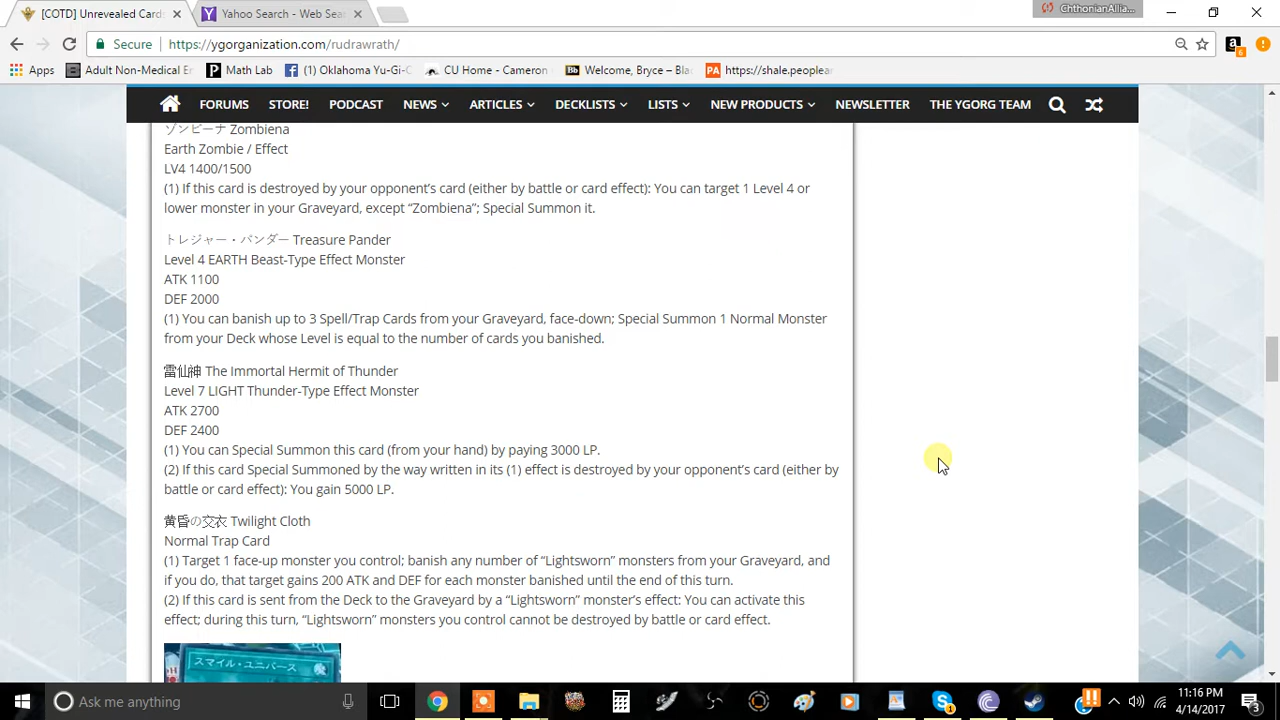 [COTD] Unrevealed Card
Yahoo Search - Web Sea
ChthonianAllia...
Secure
https://ygorganization.com/rudrawrath/
Apps
Adult Non-Medical E
Math Lab
(1) Oklahoma Yu-Gi-C
CU Home - Cameron
Welcome, Bryce – Bla
https://shale.peoplea
FORUMS
STORE!
PODCAST
NEWS
ARTICLES
DECKLISTS
LISTS
NEW PRODUCTS
NEWSLETTER
THE YGORG TEAM
ゾンビーナ Zombiena
Earth Zombie / Effect
LV4 1400/1500
(1) If this card is destroyed by your opponent's card (either by battle or card effect): You can target 1 Level 4 or
lower monster in your Graveyard, except “Zombiena”; Special Summon it.
トレジャー・パンダー Treasure Pander
Level 4 EARTH Beast-Type Effect Monster
ATK 1100
DEF 2000
(1) You can banish up to 3 Spell/Trap Cards from your Graveyard, face-down; Special Summon 1 Normal Monster
from your Deck whose Level is equal to the number of cards you banished.
雷仙神 The Immortal Hermit of Thunder
Level 7 LIGHT Thunder-Type Effect Monster
ATK 2700
DEF 2400
(1) You can Special Summon this card (from your hand) by paying 3000 LP.
(2) If this card Special Summoned by the way written in its (1) effect is destroyed by your opponent's card (either by
battle or card effect): You gain 5000 LP.
黄昏の交衣 Twilight Cloth
Normal Trap Card
(1) Target 1 face-up monster you control; banish any number of “Lightsworn” monsters from your Graveyard, and
if you do, that target gains 200 ATK and DEF for each monster banished until the end of this turn.
(2) If this card is sent from the Deck to the Graveyard by a “Lightsworn” monster's effect: You can activate this
effect; during this turn, “Lightsworn” monsters you control cannot be destroyed by battle or card effect.
スマイル・ユニバース
Ask me anything
11:16 PM
4/14/2017